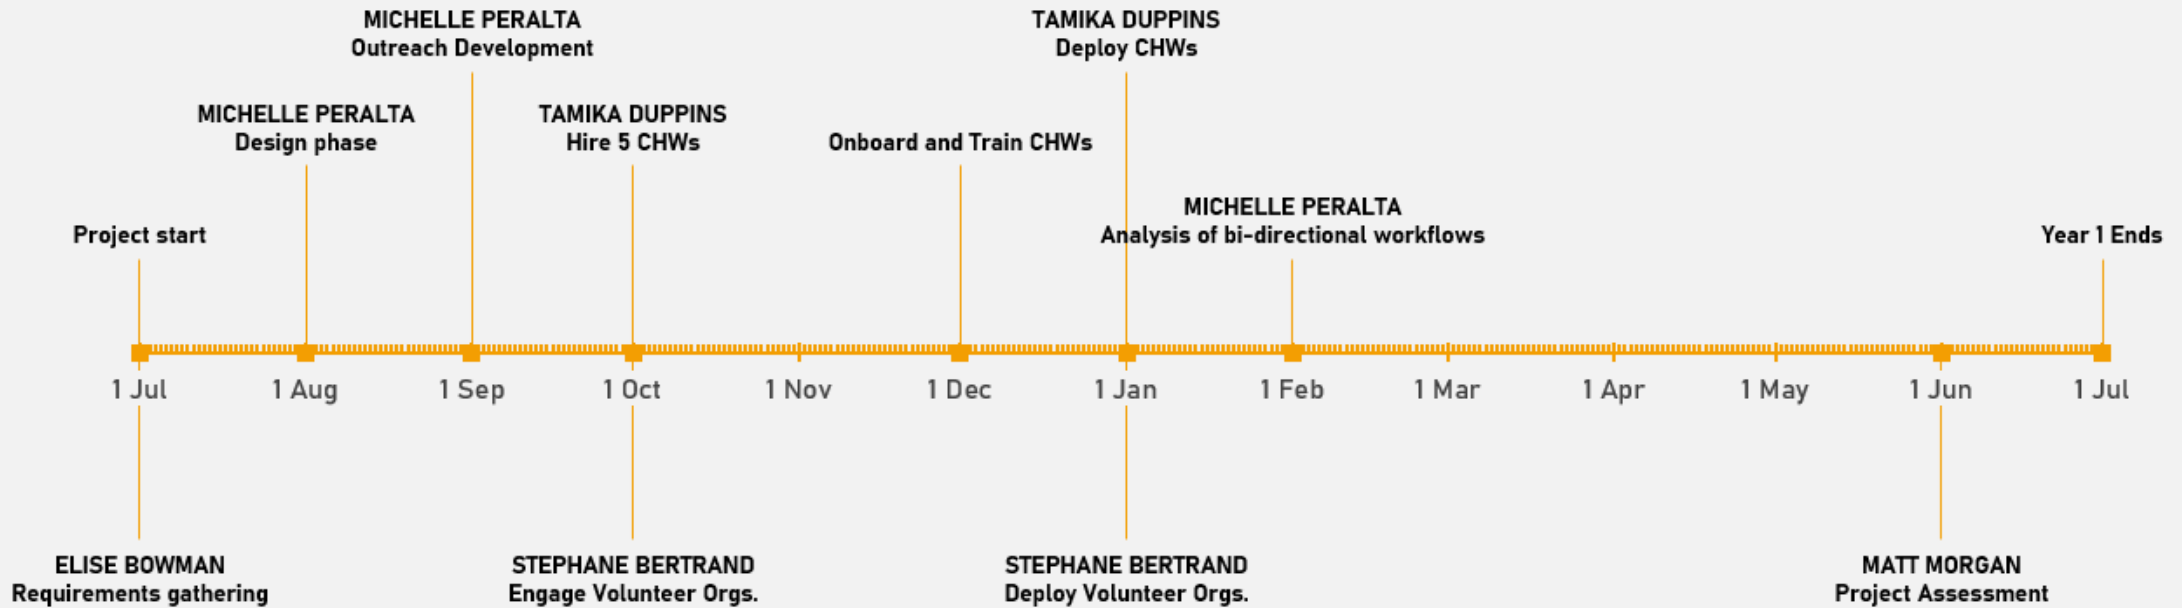 MICHELLE PERALTA
Outreach Development
TAMIKA DUPPINS
Deploy CHWs
MICHELLE PERALTA
Design phase
TAMIKA DUPPINS
Hire 5 CHWs
Onboard and Train CHWs
MICHELLE PERALTA
Analysis of bi-directional workflows
Project start
Year 1 Ends
1 Jul
1 Aug
1 Sep
1 Oct
1 Nov
1 Dec
1 Jan
1 Feb
1 Mar
1 Apr
1 May
1 Jun
1 Jul
ELISE BOWMAN
Requirements gathering
STEPHANE BERTRAND
Engage Volunteer Orgs.
STEPHANE BERTRAND
Deploy Volunteer Orgs.
MATT MORGAN
Project Assessment